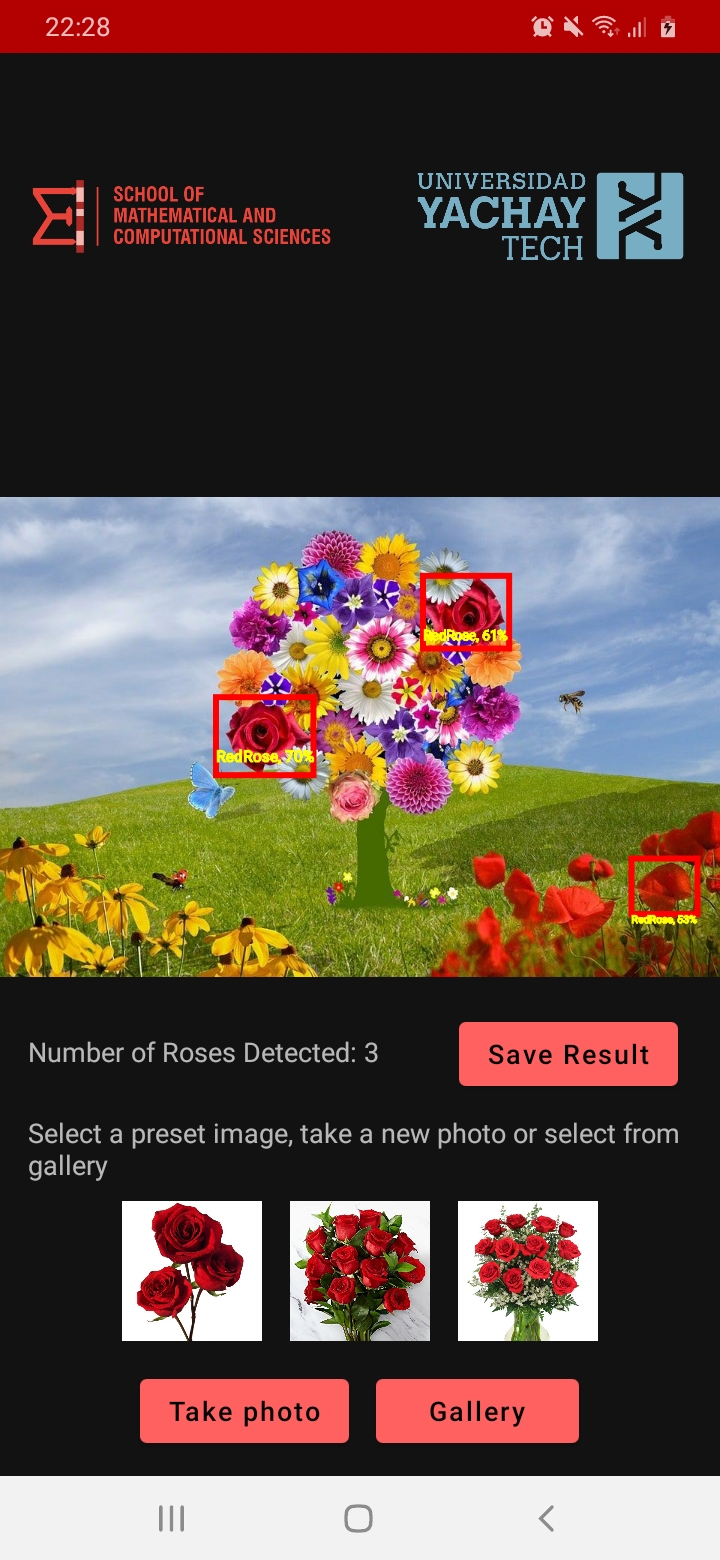 22:28
SCHOOL OF
MATHEMATICAL AND
COMPUTATIONAL SCIENCES
UNIVERSIDAD
YACHAY
TECH
RedRose, 61%
RedRose, 70%
RedRose, 53%
Number of Roses Detected: 3
Save Result
Select a preset image, take a new photo or select from
gallery
Take photo
Gallery